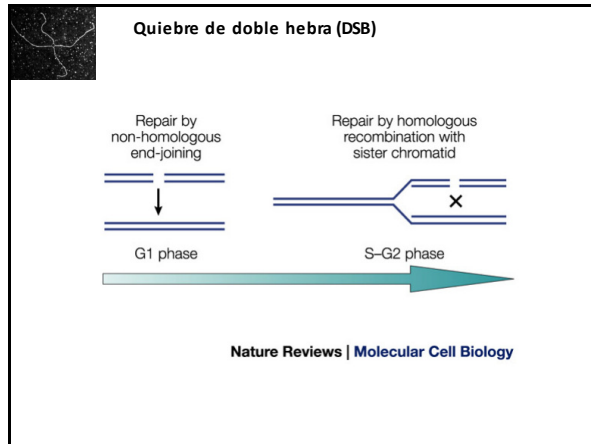 Quiebre de doble hebra (DSB)
Repair by
non-homologous
end-joining
Repair by homologous
recombination with
sister chromatid
G1 phase
S–G2 phase
Nature Reviews | Molecular Cell Biology